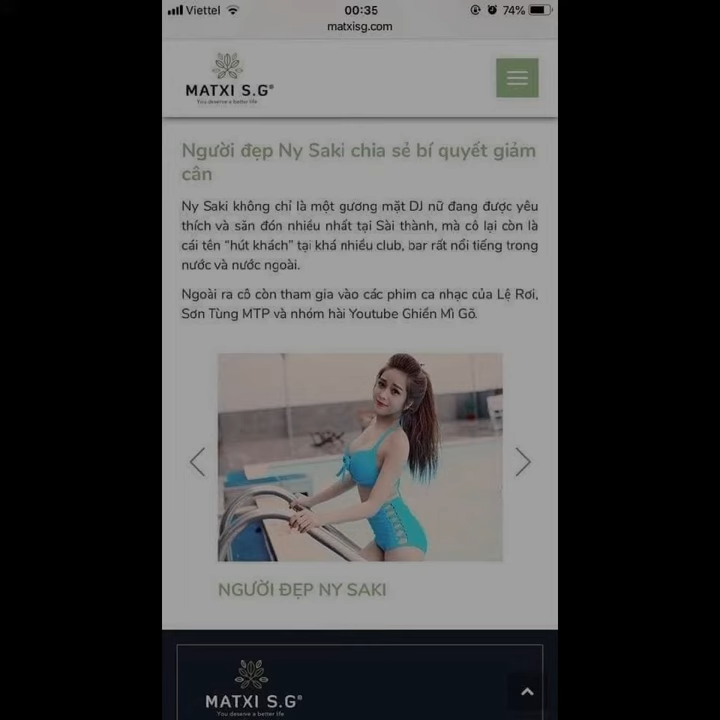 Viettel 00:35 74%
matxisg.com
MATXI S.G®
You deserve a better life
Người đẹp Ny Saki chia sẻ bí quyết giảm
cân
Ny Saki không chỉ là một gương mặt DJ nữ đang được yêu
thích và săn đón nhiều nhất tại Sài thành, mà cô lại còn là
cái tên “hút khách” tại khá nhiều club, bar rất nổi tiếng trong
nước và nước ngoài.
Ngoài ra cô còn tham gia vào các phim ca nhạc của Lệ Rơi,
Sơn Tùng MTP và nhóm hài Youtube Ghiền Mì Gõ.
NGƯỜI ĐẸP NY SAKI
MATXI S.G®
You deserve a better life